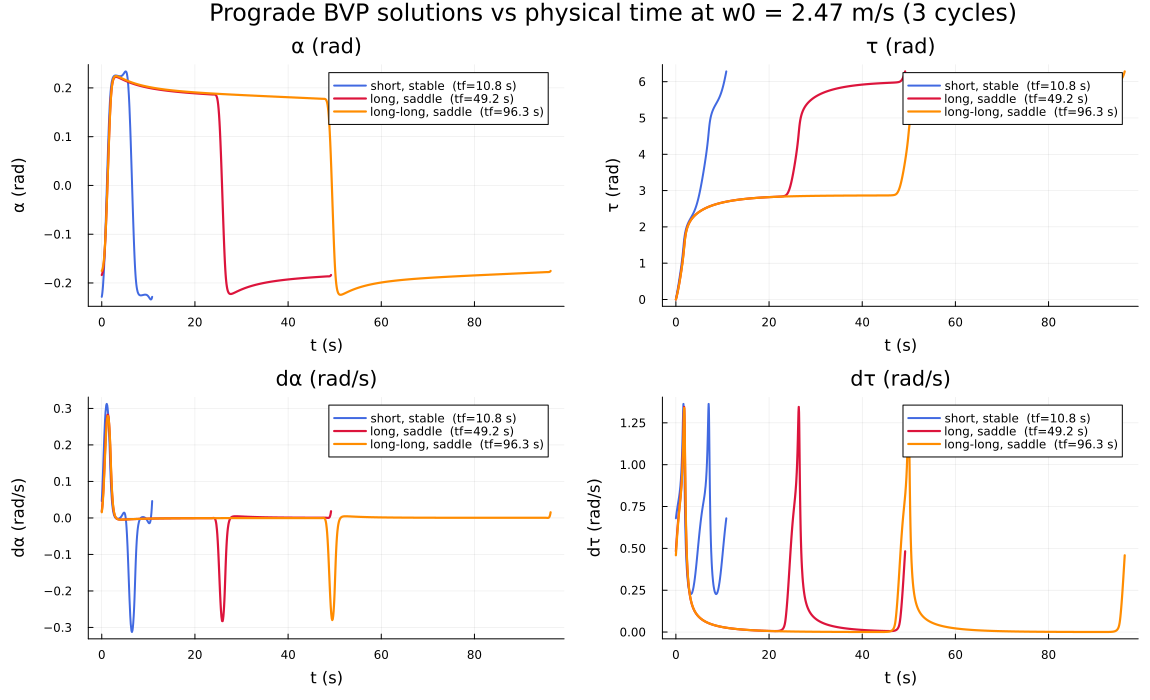 Prograde BVP solutions vs physical time at w0 = 2.47 m/s (3 cycles)
α (rad)
τ (rad)
0.2
0.1
0.0
−0.1
−0.2
α (rad)
0
20
40
60
80
t (s)
short, stable (tf=10.8 s)
long, saddle (tf=49.2 s)
long-long, saddle (tf=96.3 s)
6
5
4
3
2
1
0
τ (rad)
0
20
40
60
80
t (s)
short, stable (tf=10.8 s)
long, saddle (tf=49.2 s)
long-long, saddle (tf=96.3 s)
dα (rad/s)
dτ (rad/s)
0.3
0.2
0.1
0.0
−0.1
−0.2
−0.3
dα (rad/s)
0
20
40
60
80
t (s)
short, stable (tf=10.8 s)
long, saddle (tf=49.2 s)
long-long, saddle (tf=96.3 s)
1.25
1.00
0.75
0.50
0.25
0.00
dτ (rad/s)
0
20
40
60
80
t (s)
short, stable (tf=10.8 s)
long, saddle (tf=49.2 s)
long-long, saddle (tf=96.3 s)